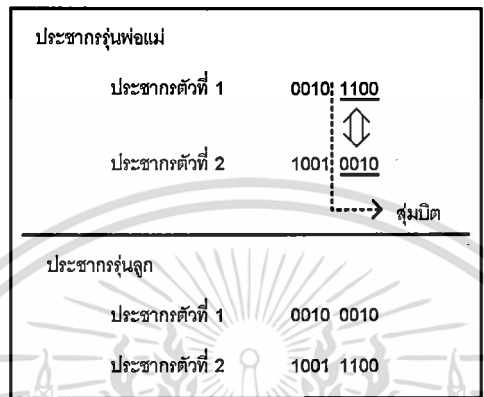 ประชากรรุ่นพ่อแม่
ประชากรตัวที่ 1 0010 1100
ประชากรตัวที่ 2 1001 0010
สุ่มบิต
ประชากรรุ่นลูก
ประชากรตัวที่ 1 0010 0010
ประชากรตัวที่ 2 1001 1100